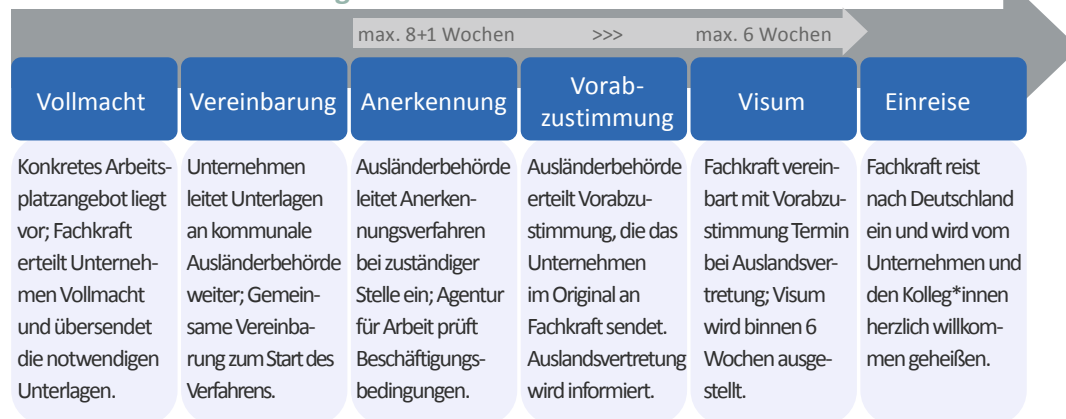 max. 8+1 Wochen >>> max. 6 Wochen
Vollmacht
Konkretes Arbeits-
platzangebot liegt
vor; Fachkraft
erteilt Unterneh-
men Vollmacht
und übersendet
die notwendigen
Unterlagen.
Vereinbarung
Unternehmen
leitet Unterlagen
an kommunale
Ausländerbehörde
weiter; Gemein-
same Vereinba-
rung zum Start des
Verfahrens.
Anerkennung
Ausländerbehörde
leitet Anerken-
nungsverfahren
bei zuständiger
Stelle ein; Agentur
für Arbeit prüft
Beschäftigungs-
bedingungen.
Vorab-
zustimmung
Ausländerbehörde
erteilt Vorabzu-
stimmung, die das
Unternehmen
im Original an
Fachkraft sendet.
Auslandsvertretung
wird informiert.
Visum
Fachkraft verein-
bart mit Vorabzu-
stimmung Termin
bei Auslandsver-
tretung; Visum
wird binnen 6
Wochen ausge-
stellt.
Einreise
Fachkraft reist
nach Deutschland
ein und wird vom
Unternehmen und
den Kolleg*innen
herzlich willkom-
men geheißen.